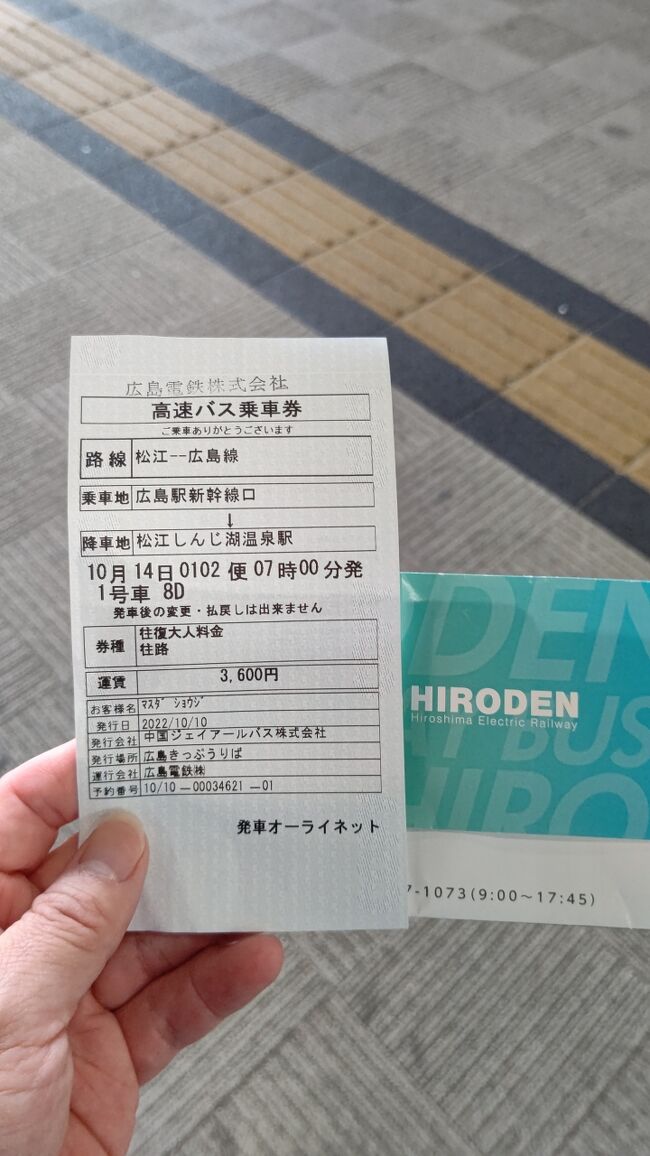 広島電鉄株式会社
高速バス乗車券
ご乗車ありがとうございます
路線 松江--広島線
乗車地 広島駅新幹線口
↓
降車地 松江しんじ湖温泉駅
10月14日0102便07時00分発
1号車 8D
発車後の変更・払戻しは出来ません
券種 往復大人料金
往路
運賃 3,600円
お客様名 ﾏｽﾀﾞ ｼｮｳｼﾞ
発行日 2022/10/10
発行会社 中国ジェイアールバス株式会社
発行場所 広島きっぷうりば
運行会社 広島電鉄㈱
予約番号 10/10-00034621-01
発車オーライネット
DEN
HIRODEN
Hiroshima Electric Railway
BUS
HIRO
7-1073(9:00~17:45)